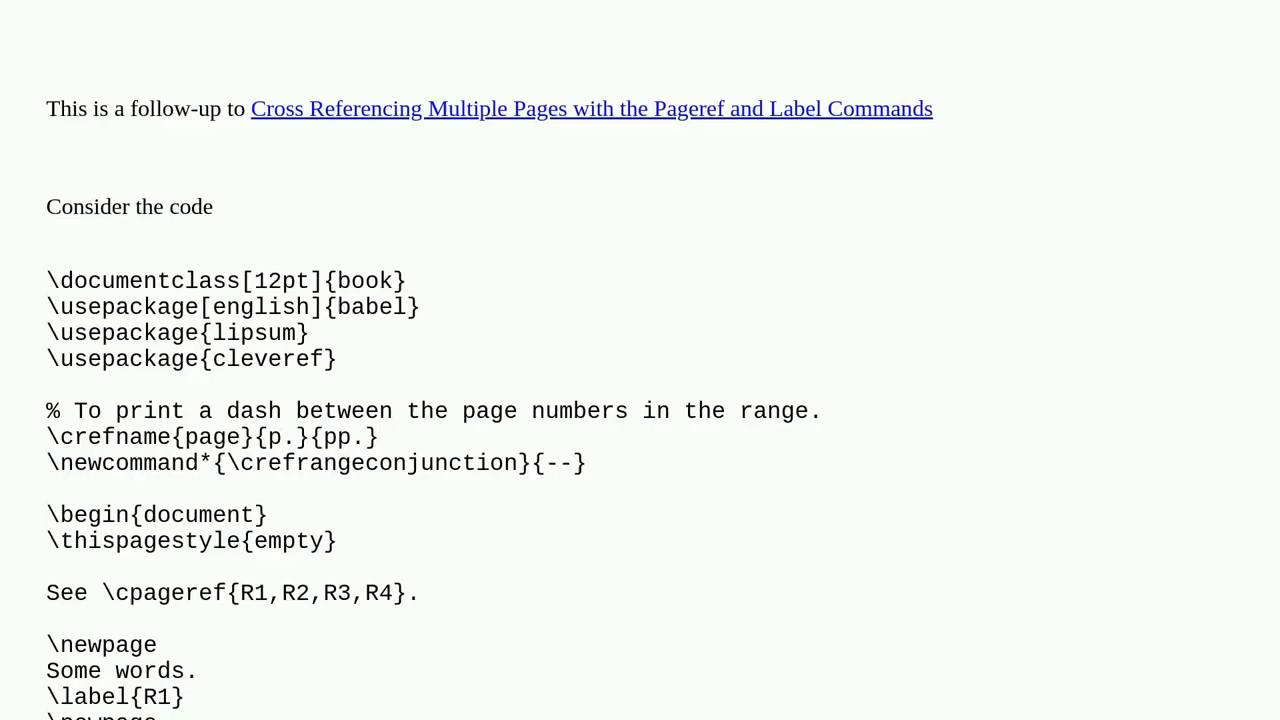 This is a follow-up to Cross Referencing Multiple Pages with the Pageref and Label Commands
Consider the code
\documentclass[12pt]{book}
\usepackage[english]{babel}
\usepackage{lipsum}
\usepackage{cleveref}
% To print a dash between the page numbers in the range.
\crefname{page}{p.}{pp.}
\newcommand*{\crefrangeconjunction}{--}
\begin{document}
\thispagestyle{empty}
See \cpageref{R1,R2,R3,R4}.
\newpage
Some words.
\label{R1}
\newpage